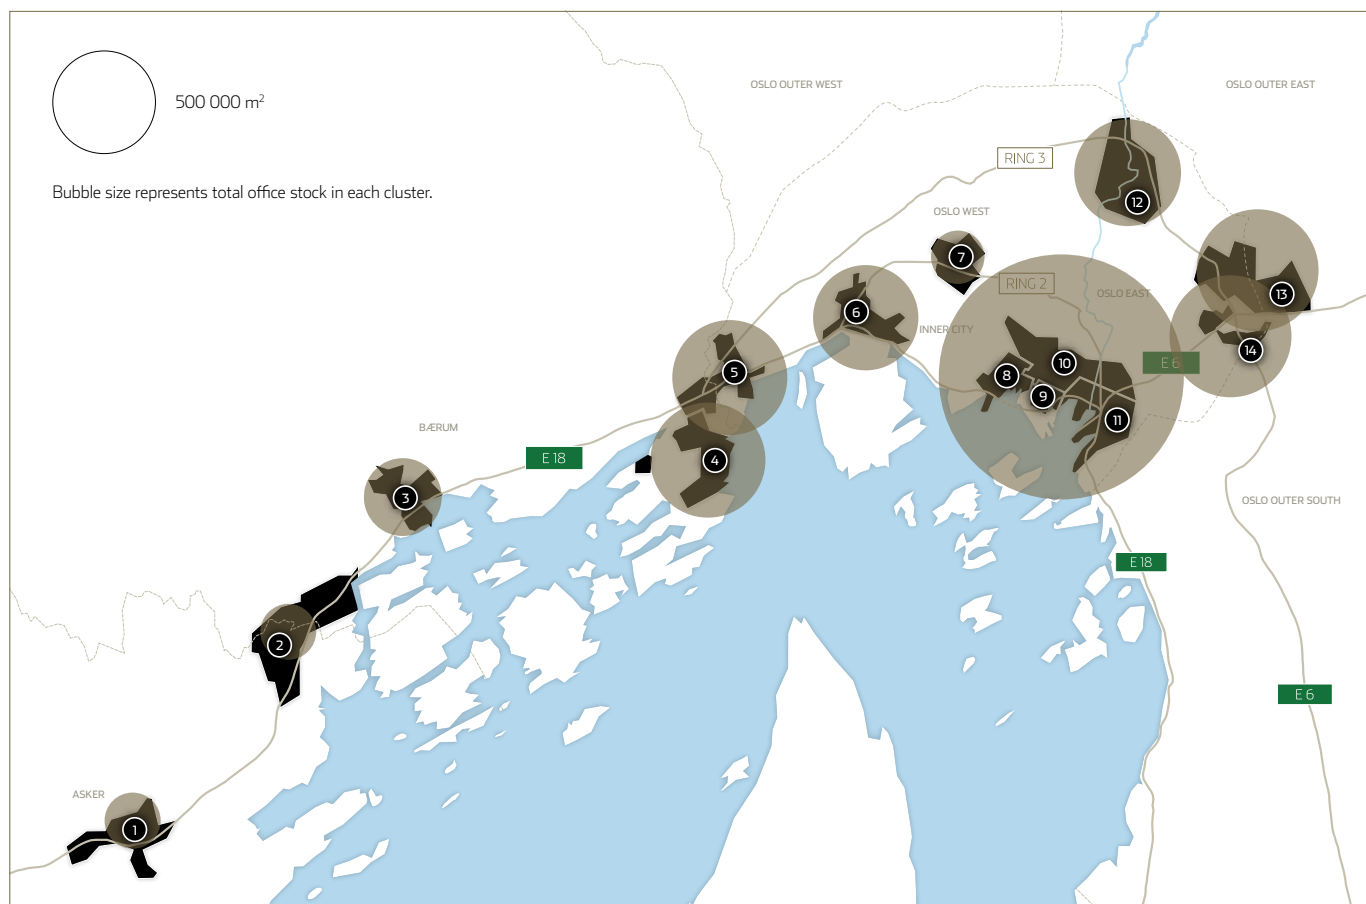 500 000 m²
Bubble size represents total office stock in each cluster.
OSLO OUTER WEST
OSLO OUTER EAST
RING 3
12
OSLO WEST
7
RING 2
OSLO EAST
13
6
INNER CITY
14
10
E 6
5
8
9
11
BÆRUM
E 18
4
3
OSLO OUTER SOUTH
E 18
2
E 6
ASKER
1